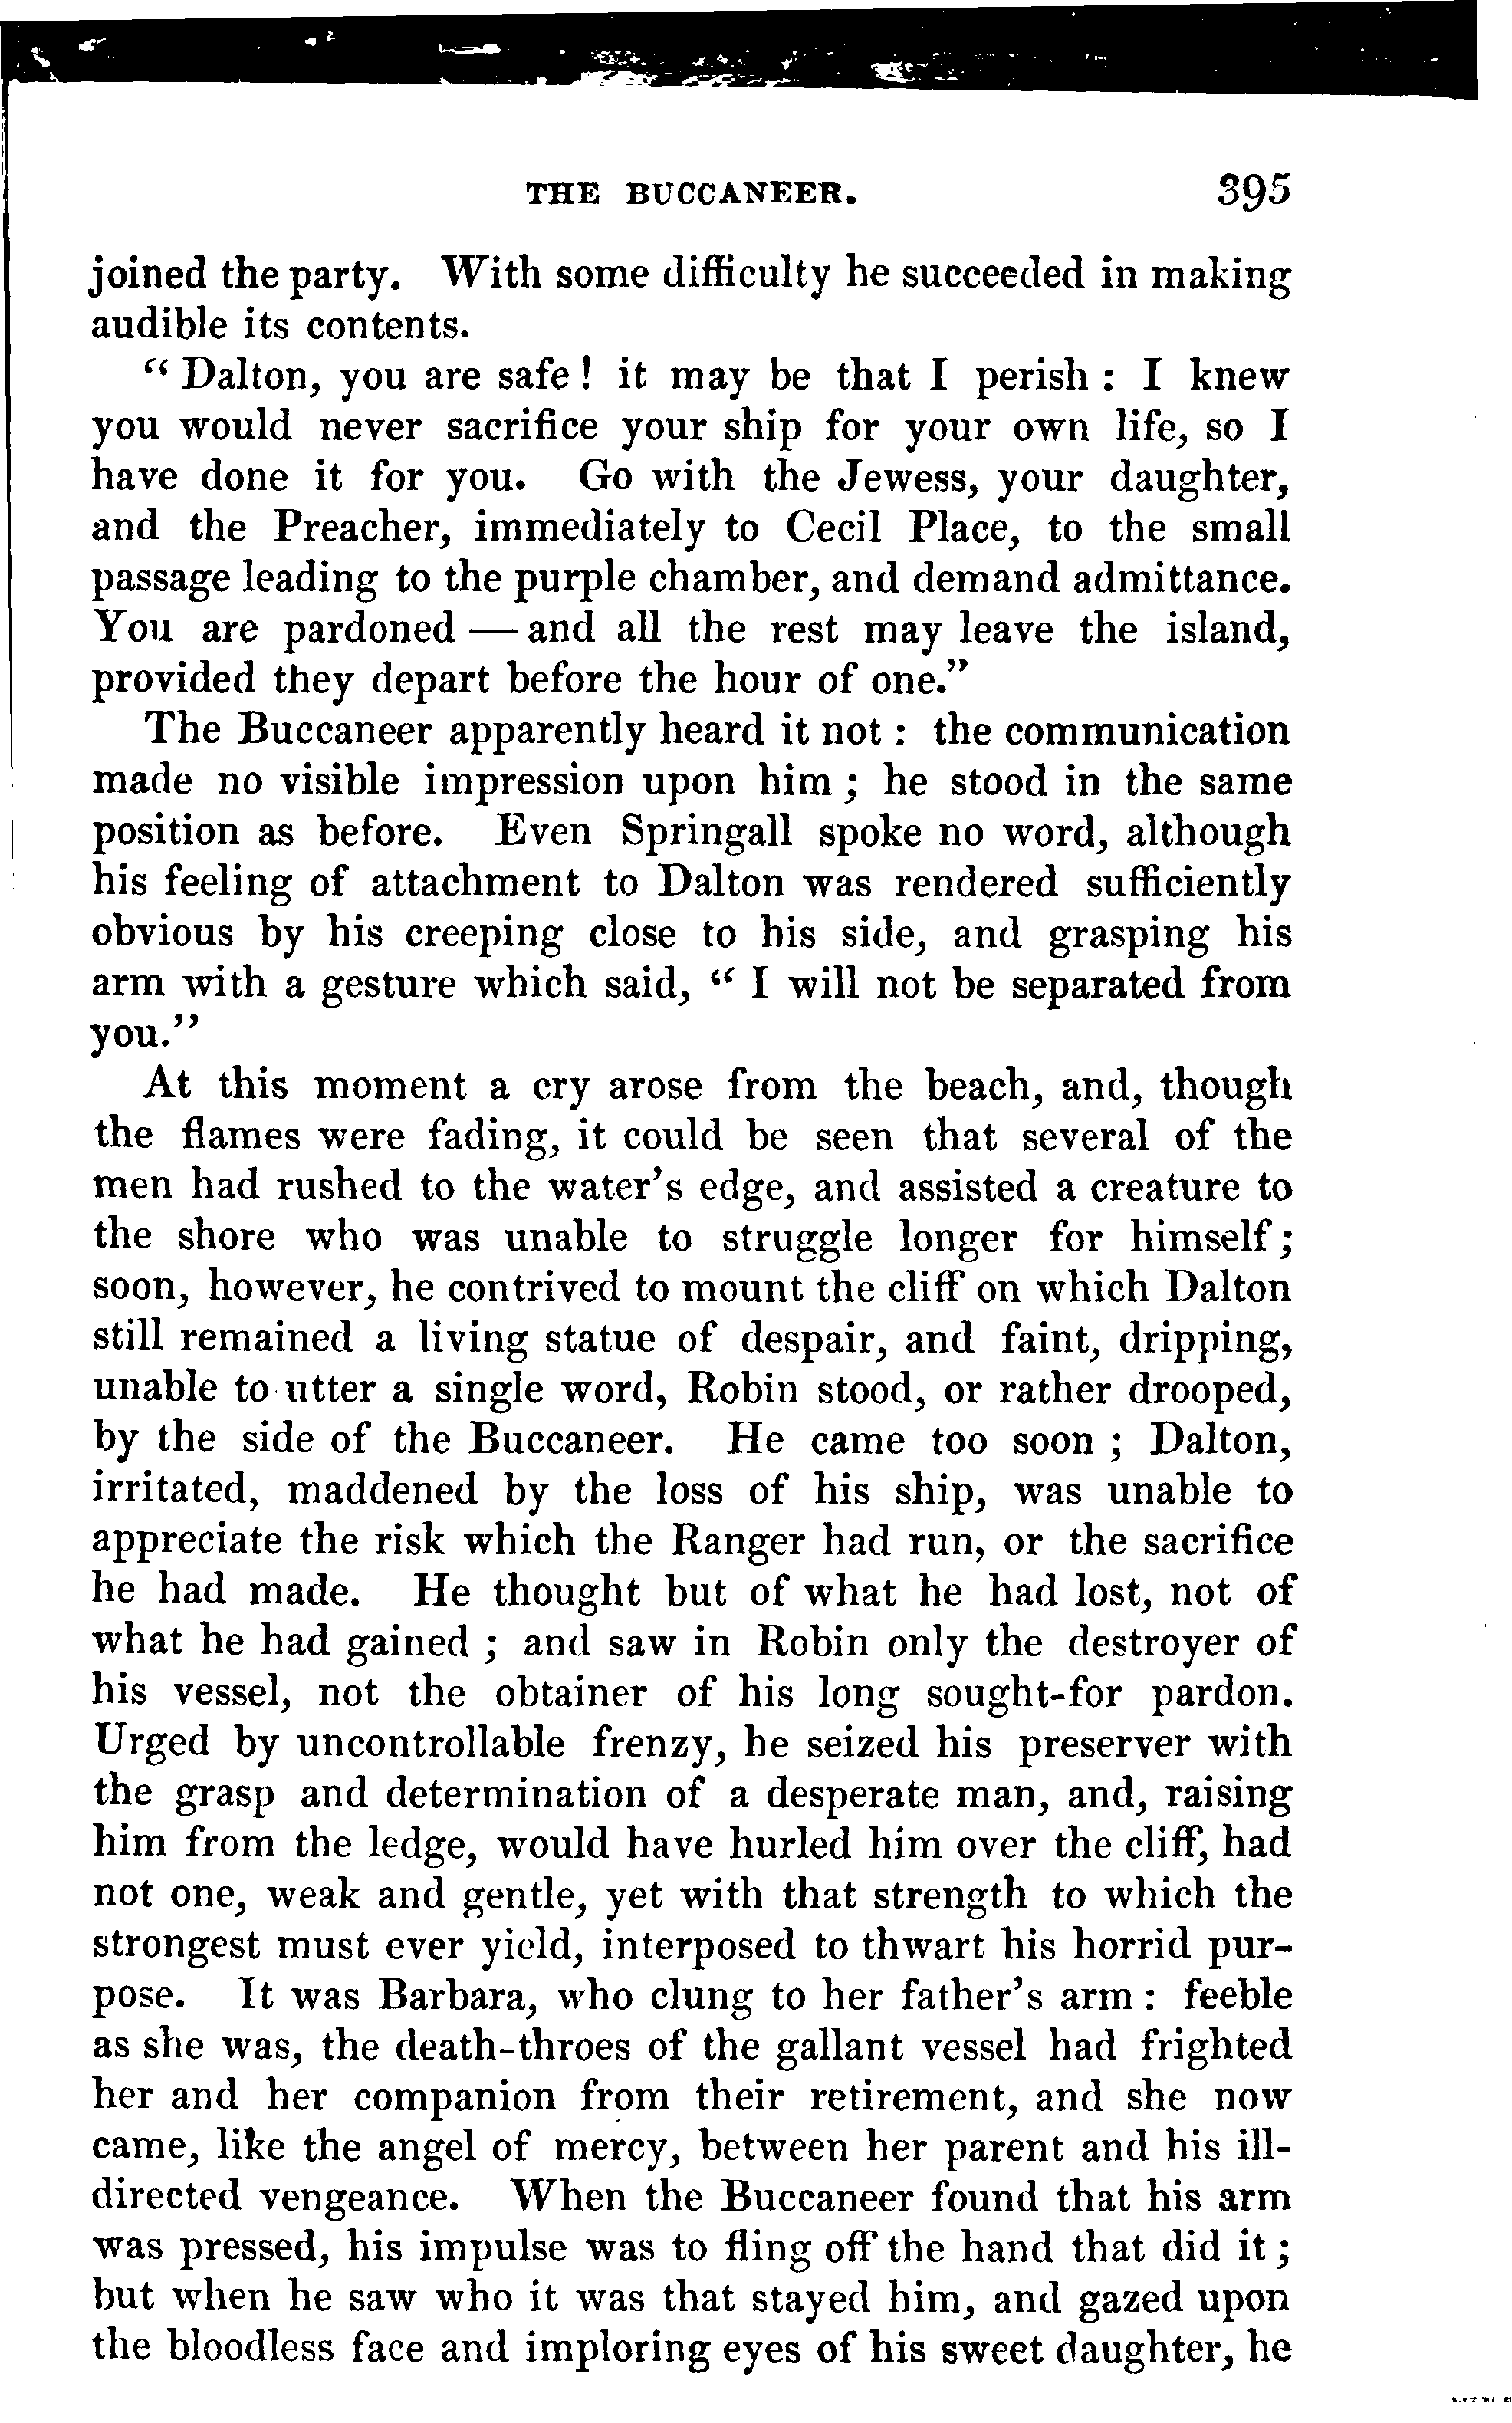 THE BUCCANEER. 395
joined the party. With some difficulty he succeeded in making
audible its contents.
“ Dalton, you are safe ! it may be that I perish : I knew
you would never sacrifice your ship for your own life, so I
have done it for you. Go with the Jewess, your daughter,
and the Preacher, immediately to Cecil Place, to the small
passage leading to the purple chamber, and demand admittance.
You are pardoned — and all the rest may leave the island,
provided they depart before the hour of one.”
The Buccaneer apparently heard it not : the communication
made no visible impression upon him ; he stood in the same
position as before. Even Springall spoke no word, although
his feeling of attachment to Dalton was rendered sufficiently
obvious by his creeping close to his side, and grasping his
arm with a gesture which said, “ I will not be separated from
you.”
At this moment a cry arose from the beach, and, though
the flames were fading, it could be seen that several of the
men had rushed to the water’s edge, and assisted a creature to
the shore who was unable to struggle longer for himself ;
soon, however, he contrived to mount the cliff on which Dalton
still remained a living statue of despair, and faint, dripping,
unable to utter a single word, Robin stood, or rather drooped,
by the side of the Buccaneer. He came too soon ; Dalton,
irritated, maddened by the loss of his ship, was unable to
appreciate the risk which the Ranger had run, or the sacrifice
he had made. He thought but of what he had lost, not of
what he had gained ; and saw in Robin only the destroyer of
his vessel, not the obtainer of his long sought-for pardon.
Urged by uncontrollable frenzy, he seized his preserver with
the grasp and determination of a desperate man, and, raising
him from the ledge, would have hurled him over the cliff, had
not one, weak and gentle, yet with that strength to which the
strongest must ever yield, interposed to thwart his horrid pur-
pose. It was Barbara, who clung to her father’s arm : feeble
as she was, the death-throes of the gallant vessel had frighted
her and her companion from their retirement, and she now
came, like the angel of mercy, between her parent and his ill-
directed vengeance. When the Buccaneer found that his arm
was pressed, his impulse was to fling off the hand that did it ;
but when he saw who it was that stayed him, and gazed upon
the bloodless face and imploring eyes of his sweet daughter, he